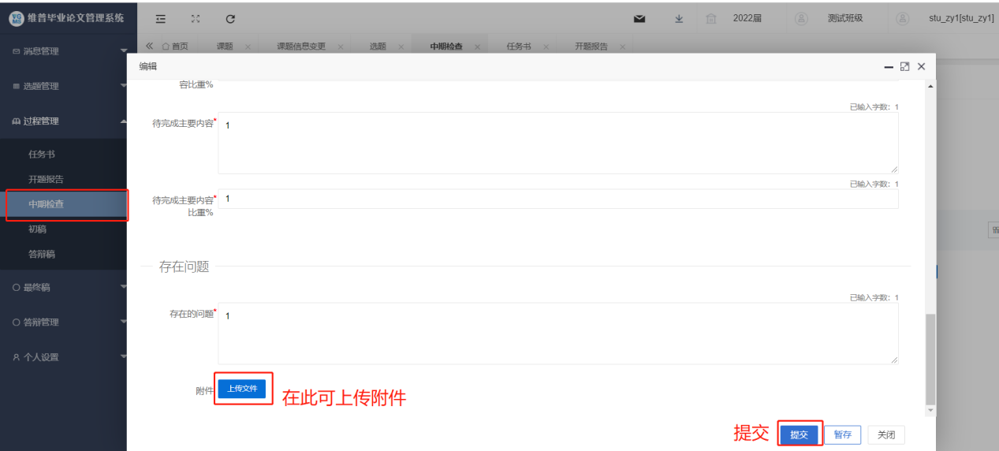 VG
MS
维普毕业论文管理系统
2022届
测试班级
stu_zy1[stu_zy1]
消息管理
首页
课题
课题信息变更
选题
中期检查
任务书
开题报告
编辑
选题管理
容比重%
已输入字数：1
过程管理
待完成主要内容*
1
任务书
开题报告
已输入字数：1
中期检查
待完成主要内容*
比重%
1
初稿
答辩稿
存在问题
最终稿
已输入字数：1
存在的问题*
1
答辩管理
个人设置
附件
上传文件
在此可上传附件
提交
提交
暂存
关闭